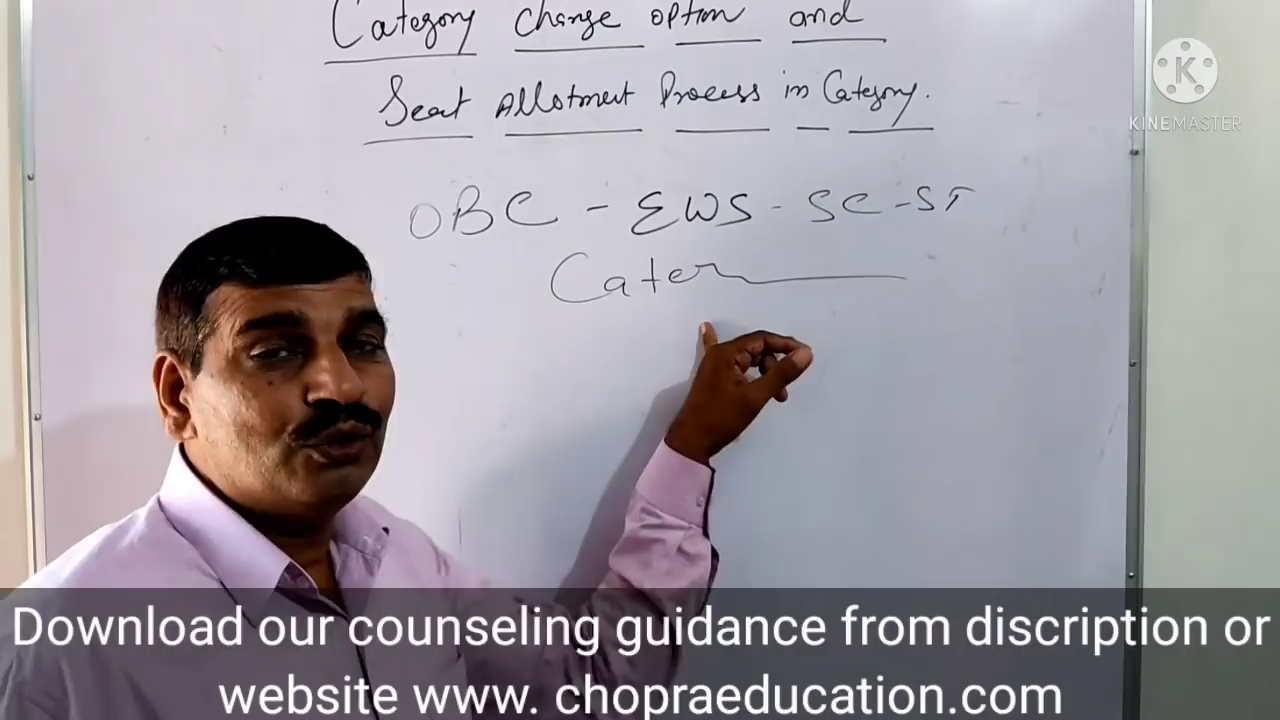 Category change option and
Seat Allotment Process in Category.
KINEMASTER
OBC - EWS - SC - ST
Cater
Download our counseling guidance from discription or
website www. chopraeducation.com